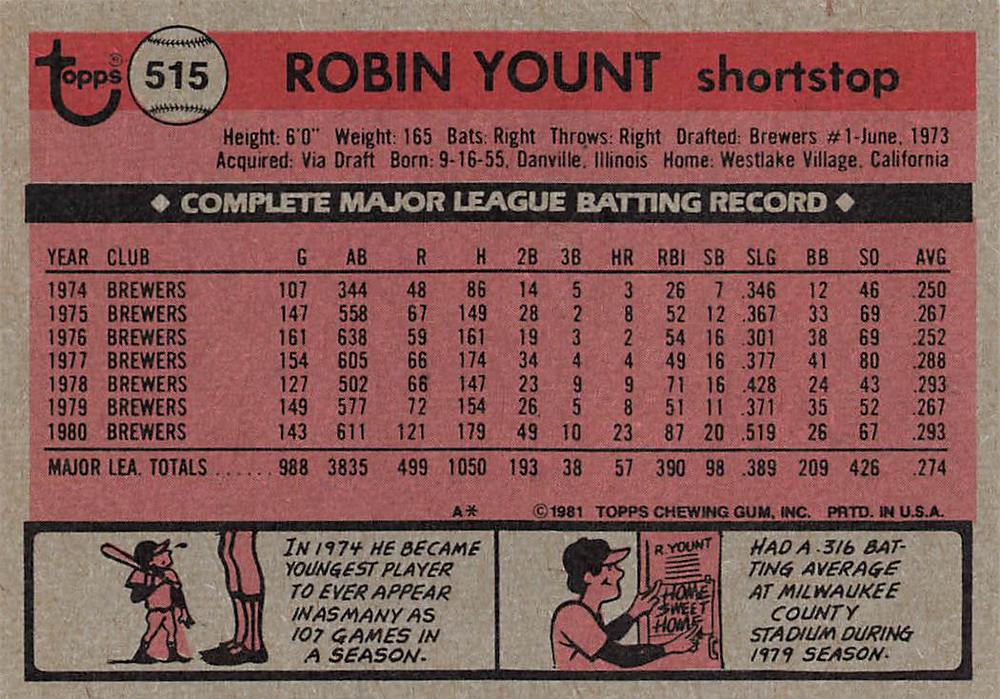 topps® 515 ROBIN YOUNT shortstop
Height: 6'0" Weight: 165 Bats: Right Throws: Right Drafted: Brewers #1-June, 1973
Acquired: Via Draft Born: 9-16-55, Danville, Illinois Home: Westlake Village, California
◆ COMPLETE MAJOR LEAGUE BATTING RECORD ◆
YEAR CLUB G AB R H 2B 3B HR RBI SB SLG BB SO AVG
1974 BREWERS 107 344 48 86 14 5 3 26 7 .346 12 46 .250
1975 BREWERS 147 558 67 149 28 2 8 52 12 .367 33 69 .267
1976 BREWERS 161 638 59 161 19 3 2 54 16 .301 38 69 .252
1977 BREWERS 154 605 66 174 34 4 4 49 16 .377 41 80 .288
1978 BREWERS 127 502 66 147 23 9 9 71 16 .428 24 43 .293
1979 BREWERS 149 577 72 154 26 5 8 51 11 .371 35 52 .267
1980 BREWERS 143 611 121 179 49 10 23 87 20 .519 26 67 .293
MAJOR LEA. TOTALS ...... 988 3835 499 1050 193 38 57 390 98 .389 209 426 .274
A* ©1981 TOPPS CHEWING GUM, INC. PRTD. IN U.S.A.
IN 1974 HE BECAME
YOUNGEST PLAYER
TO EVER APPEAR
IN AS MANY AS
107 GAMES IN
A SEASON.
R. YOUNT
HOME
SWEET
HOME
HAD A .316 BAT-
TING AVERAGE
AT MILWAUKEE
COUNTY
STADIUM DURING
1979 SEASON.